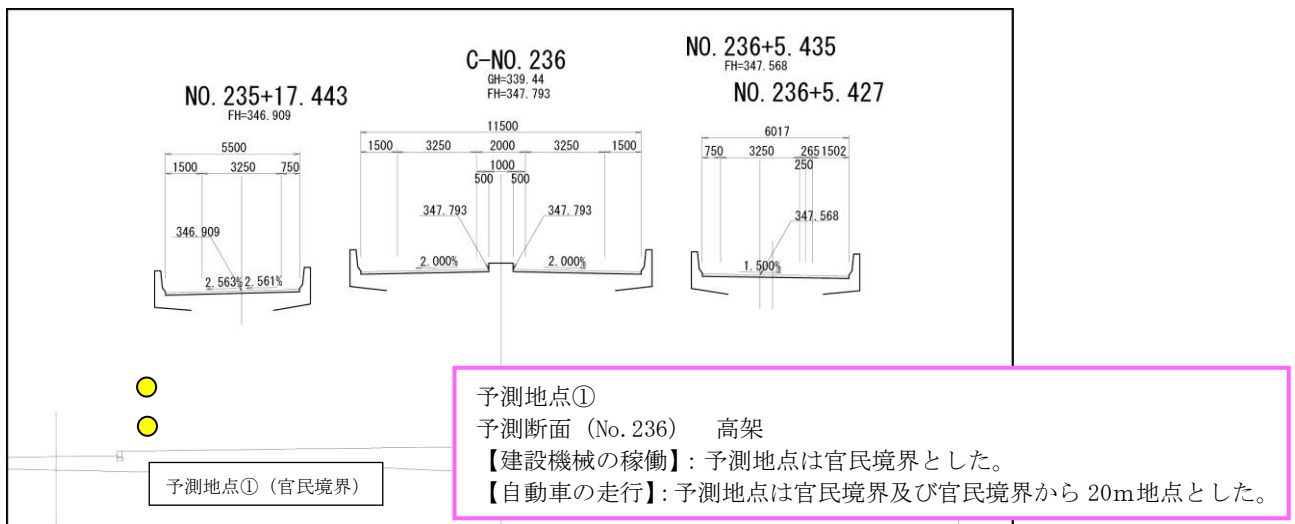 NO. 235+17.443
FH=346.909
5500
1500 3250 750
346.909
2.563% 2.561%
C-NO. 236
GH=339.44
FH=347.793
11500
1500 3250 2000 3250 1500
1000
500 500
347.793 347.793
2.000% 2.000%
NO. 236+5.435
FH=347.568
NO. 236+5.427
6017
750 3250 265 1502
250
347.568
1.500%
予測地点①（官民境界）
予測地点①
予測断面（No.236） 高架
【建設機械の稼働】：予測地点は官民境界とした。
【自動車の走行】：予測地点は官民境界及び官民境界から 20ｍ地点とした。